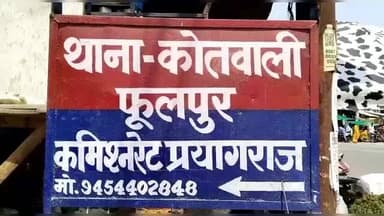 थाना-कोतवाली
फूलपुर
कमिश्नरेट प्रयागराज
मो. 9454402848